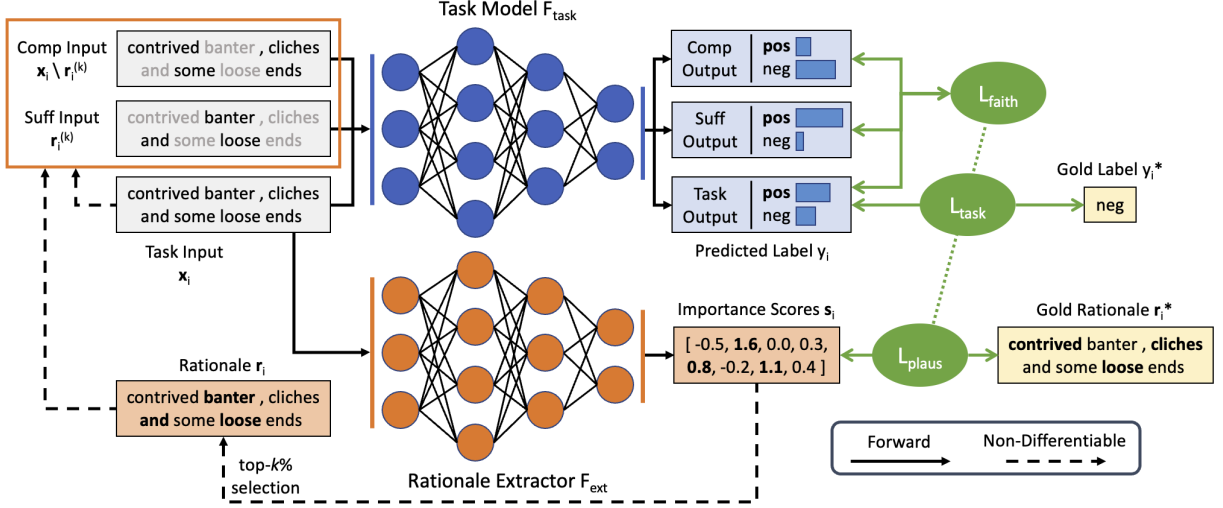 Task Model F_task
Comp Input
x_i \ r_i^(k)
contrived banter , cliches
and some loose ends
Suff Input
r_i^(k)
contrived banter , cliches
and some loose ends
contrived banter , cliches
and some loose ends
Task Input
x_i
Comp
Output
pos
neg
Suff
Output
pos
neg
Task
Output
pos
neg
Predicted Label y_i
L_faith
L_task
L_plaus
Gold Label y_i*
neg
Importance Scores s_i
[ -0.5, 1.6, 0.0, 0.3,
0.8, -0.2, 1.1, 0.4 ]
Gold Rationale r_i*
contrived banter , cliches
and some loose ends
Rationale r_i
contrived banter , cliches
and some loose ends
top-k%
selection
Rationale Extractor F_ext
Forward
Non-Differentiable